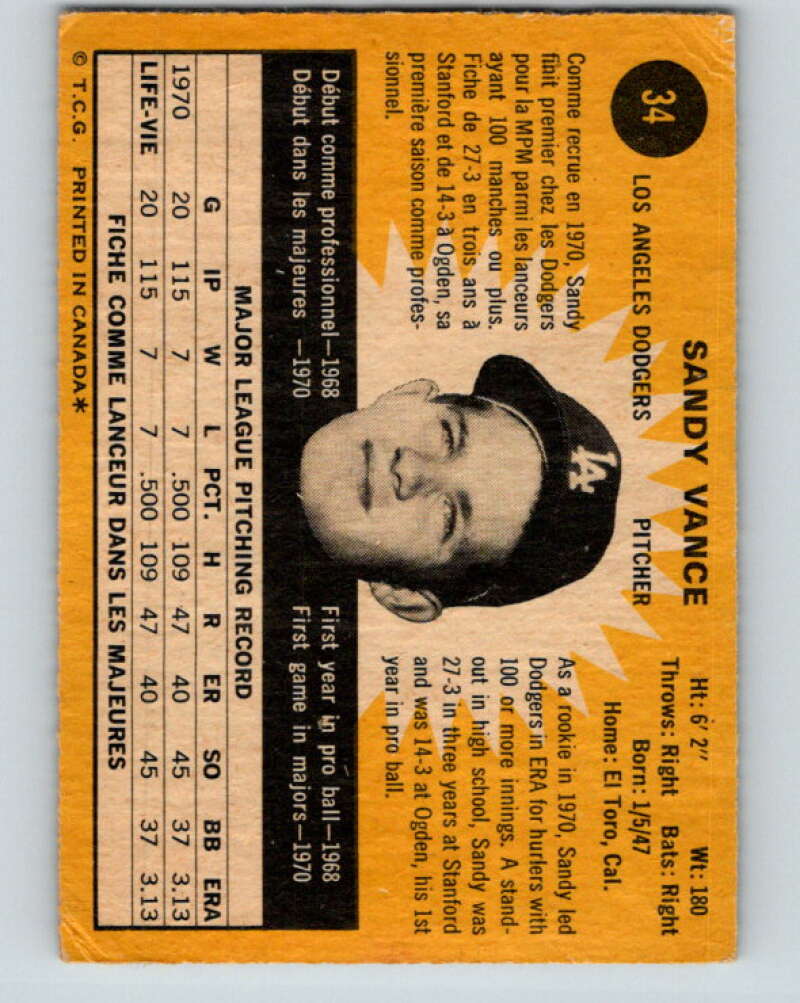 34
SANDY VANCE
LOS ANGELES DODGERS PITCHER
Ht: 6' 2" Wt: 180
Throws: Right Bats: Right
Born: 1/5/47
Home: El Toro, Cal.
Comme recrue en 1970, Sandy
finit premier chez les Dodgers
pour la MPM parmi les lanceurs
ayant 100 manches ou plus.
Fiche de 27-3 en trois ans à
Stanford et de 14-3 à Ogden, sa
première saison comme profes-
sionnel.
LA
As a rookie in 1970, Sandy led
Dodgers in ERA for hurlers with
100 or more innings. A stand-
out in high school, Sandy was
27-3 in three years at Stanford
and was 14-3 at Ogden, his 1st
year in pro ball.
Début comme professionnel—1968
Début dans les majeures —1970
First year in pro ball—1968
First game in majors—1970
MAJOR LEAGUE PITCHING RECORD
G IP W L PCT. H R ER SO BB ERA
1970 20 115 7 7 .500 109 47 40 45 37 3.13
LIFE-VIE 20 115 7 7 .500 109 47 40 45 37 3.13
FICHE COMME LANCEUR DANS LES MAJEURES
© T.C.G. PRINTED IN CANADA*